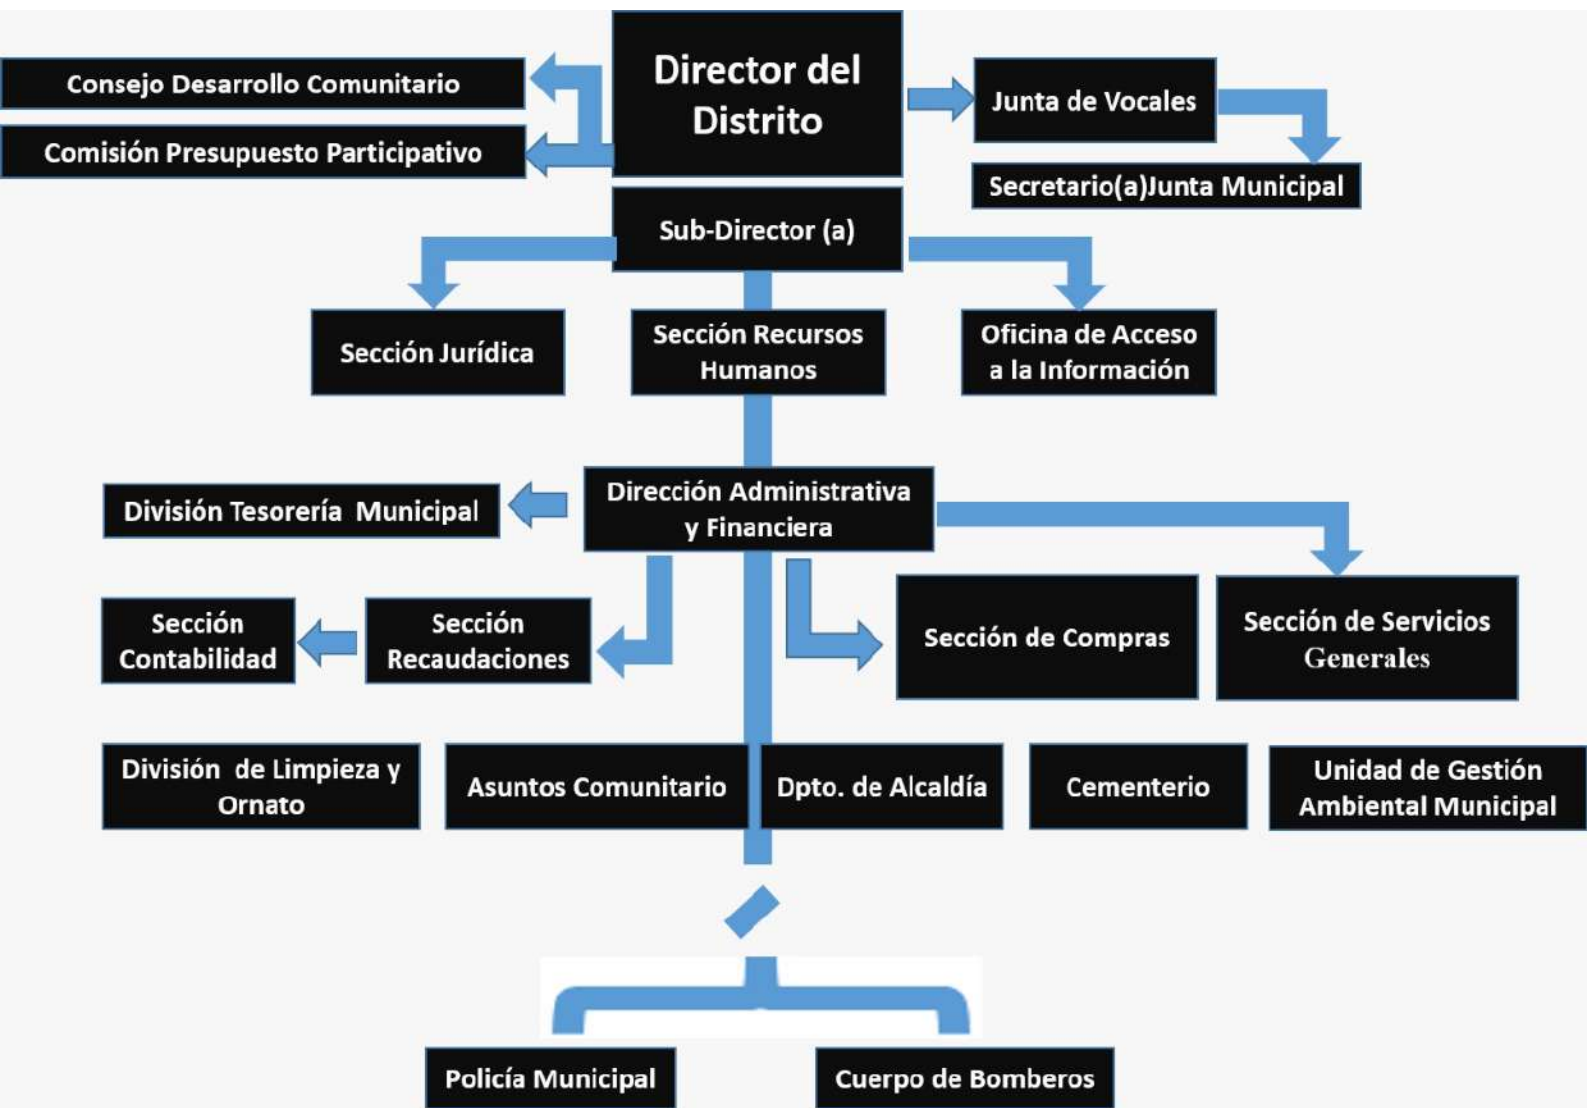 Director del
Distrito
Consejo Desarrollo Comunitario
Comisión Presupuesto Participativo
Junta de Vocales
Secretario(a)Junta Municipal
Sub-Director (a)
Sección Jurídica
Sección Recursos
Humanos
Oficina de Acceso
a la Información
Dirección Administrativa
y Financiera
División Tesorería  Municipal
Sección
Contabilidad
Sección
Recaudaciones
Sección de Compras
Sección de Servicios
Generales
División  de Limpieza y
Ornato
Asuntos Comunitario
Dpto. de Alcaldía
Cementerio
Unidad de Gestión
Ambiental Municipal
Policía Municipal
Cuerpo de Bomberos